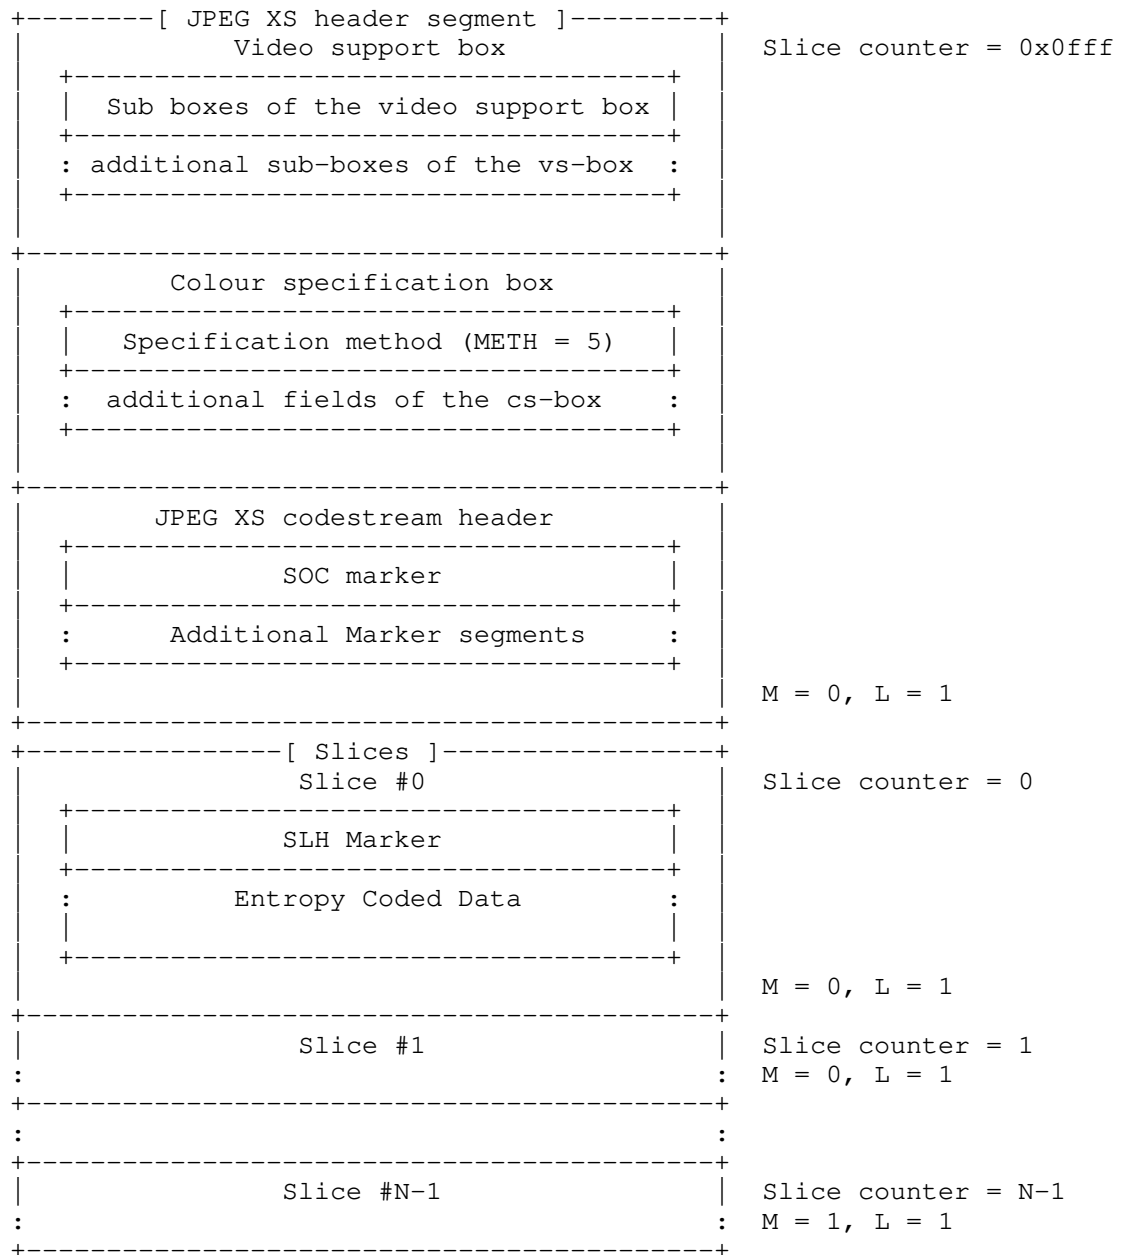 [ JPEG XS header segment ]
Video support box Slice counter = 0x0fff
Sub boxes of the video support box
: additional sub-boxes of the vs-box :
Colour specification box
Specification method (METH = 5)
: additional fields of the cs-box :
JPEG XS codestream header
SOC marker
: Additional Marker segments :
M = 0, L = 1
[ Slices ]
Slice #0 Slice counter = 0
SLH Marker
: Entropy Coded Data :
M = 0, L = 1
Slice #1 Slice counter = 1
: : M = 0, L = 1
: :
Slice #N-1 Slice counter = N-1
: : M = 1, L = 1